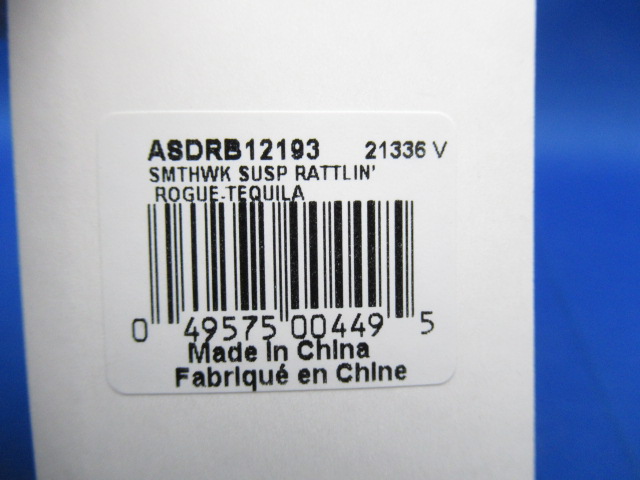 ASDRB12193 21336 V
SMTHWK SUSP RATTLIN'
ROGUE-TEQUILA
0 49575 00449 5
Made in China
Fabriqué en Chine